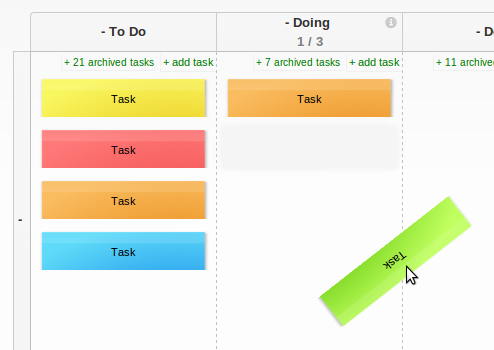 - To Do
- Doing
1 / 3
- D
+ 21 archived tasks + add task
+ 7 archived tasks + add task
+ 11 archive
Task
Task
Task
Task
Task
Task
-